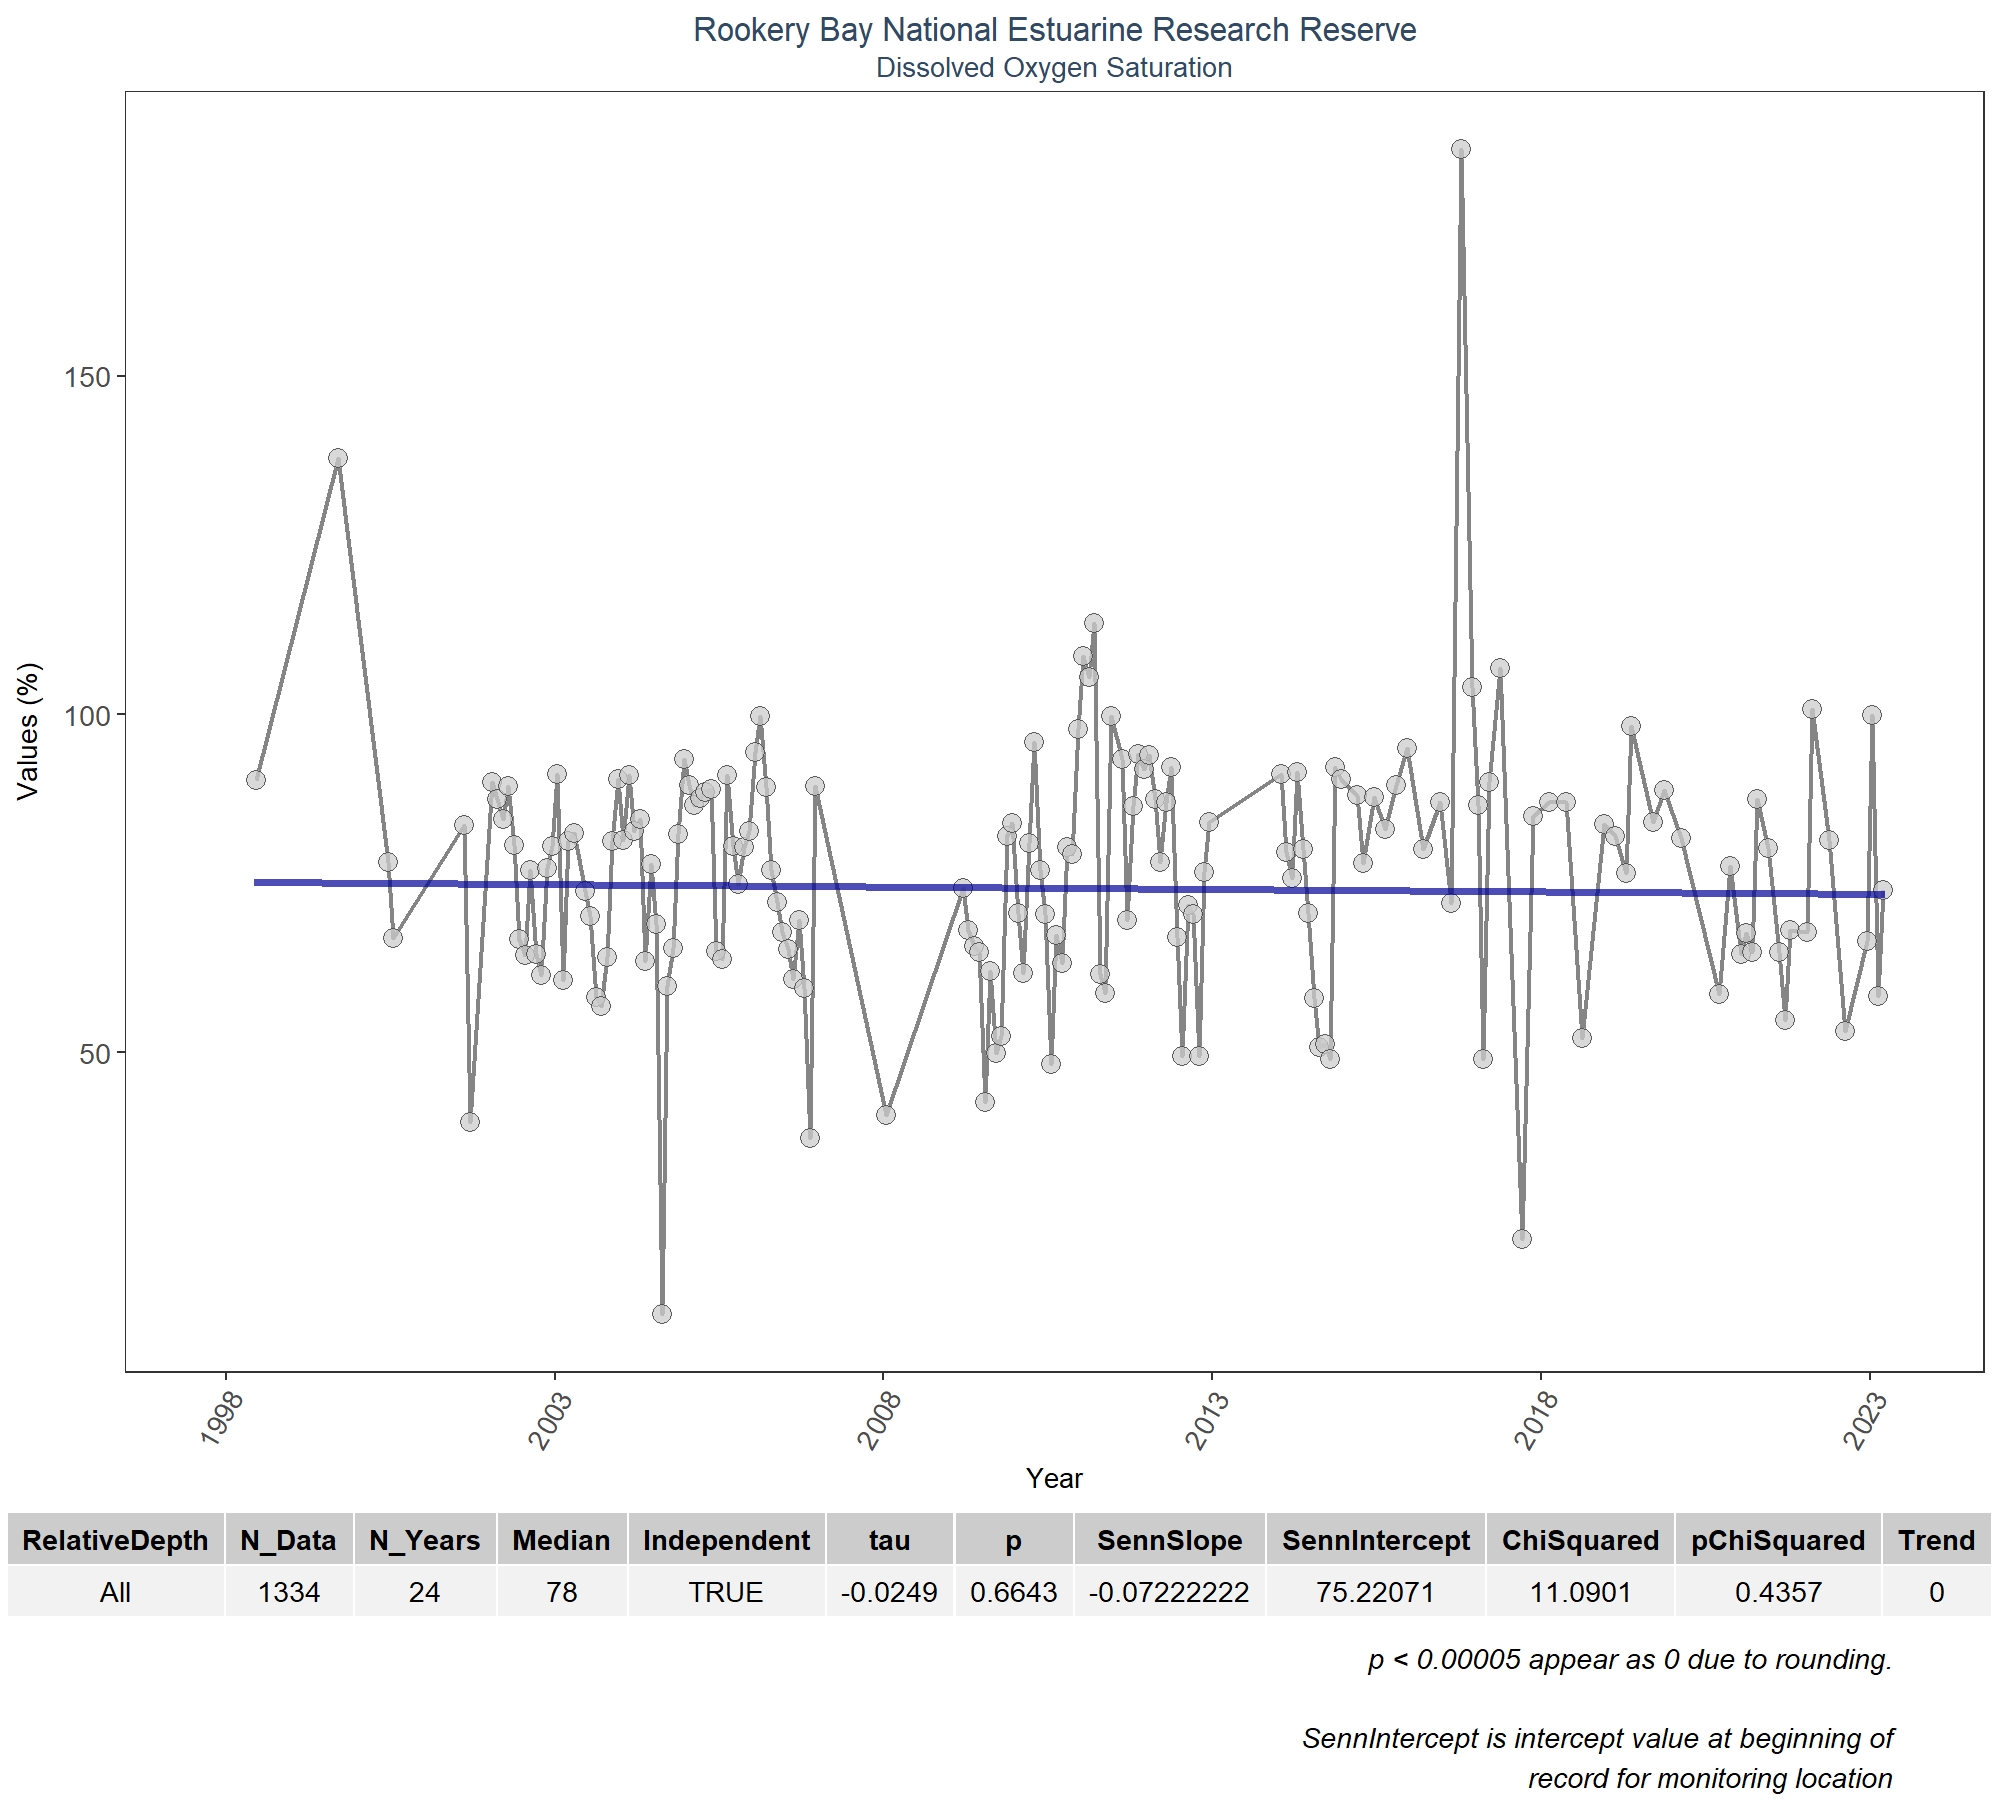 Rookery Bay National Estuarine Research Reserve
Dissolved Oxygen Saturation
Values (%)
150
100
50
1998 2003 2008 2013 2018 2023
Year
RelativeDepth N_Data N_Years Median Independent tau p SennSlope SennIntercept ChiSquared pChiSquared Trend
All 1334 24 78 TRUE -0.0249 0.6643 -0.07222222 75.22071 11.0901 0.4357 0
p < 0.00005 appear as 0 due to rounding.
SennIntercept is intercept value at beginning of
record for monitoring location